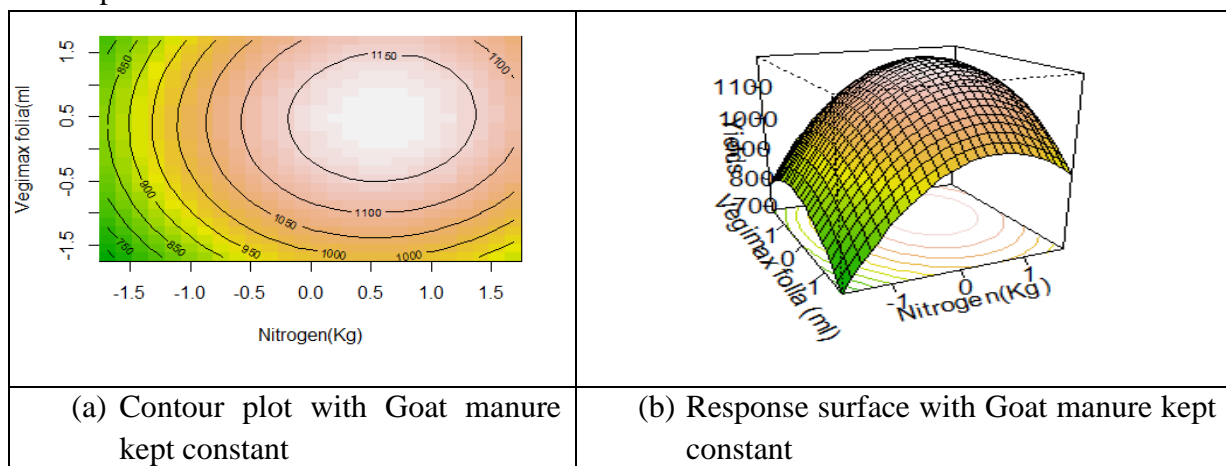 1.5
0.5
-0.5
-1.5
Vegimax folia(ml
850
900
750
850
950
1000
1050
1100
1150
1100
1000
-1.5 -1.0 -0.5 0.0 0.5 1.0 1.5
Nitrogen(Kg)
1100
1000
900
800
700
Yields
1
0
1
Vegimax folia (ml)
-1 0 1
Nitrogen(Kg)
(a) Contour plot with Goat manure
kept constant
(b) Response surface with Goat manure kept
constant